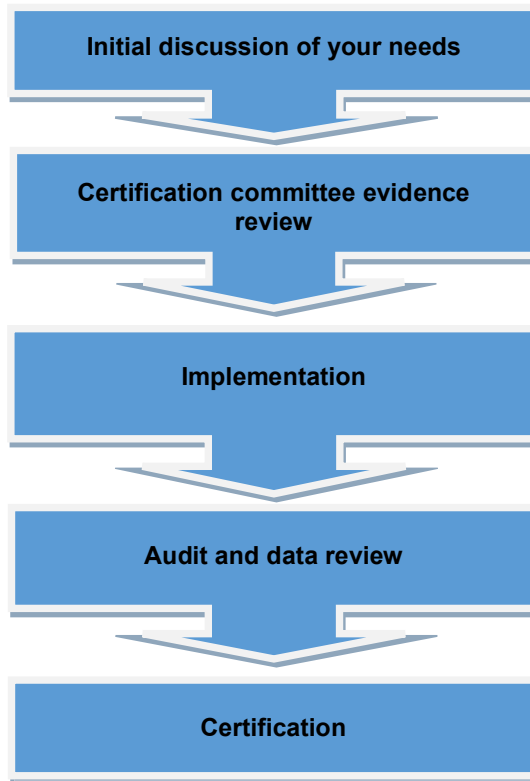 Initial discussion of your needs
Certification committee evidence
review
Implementation
Audit and data review
Certification